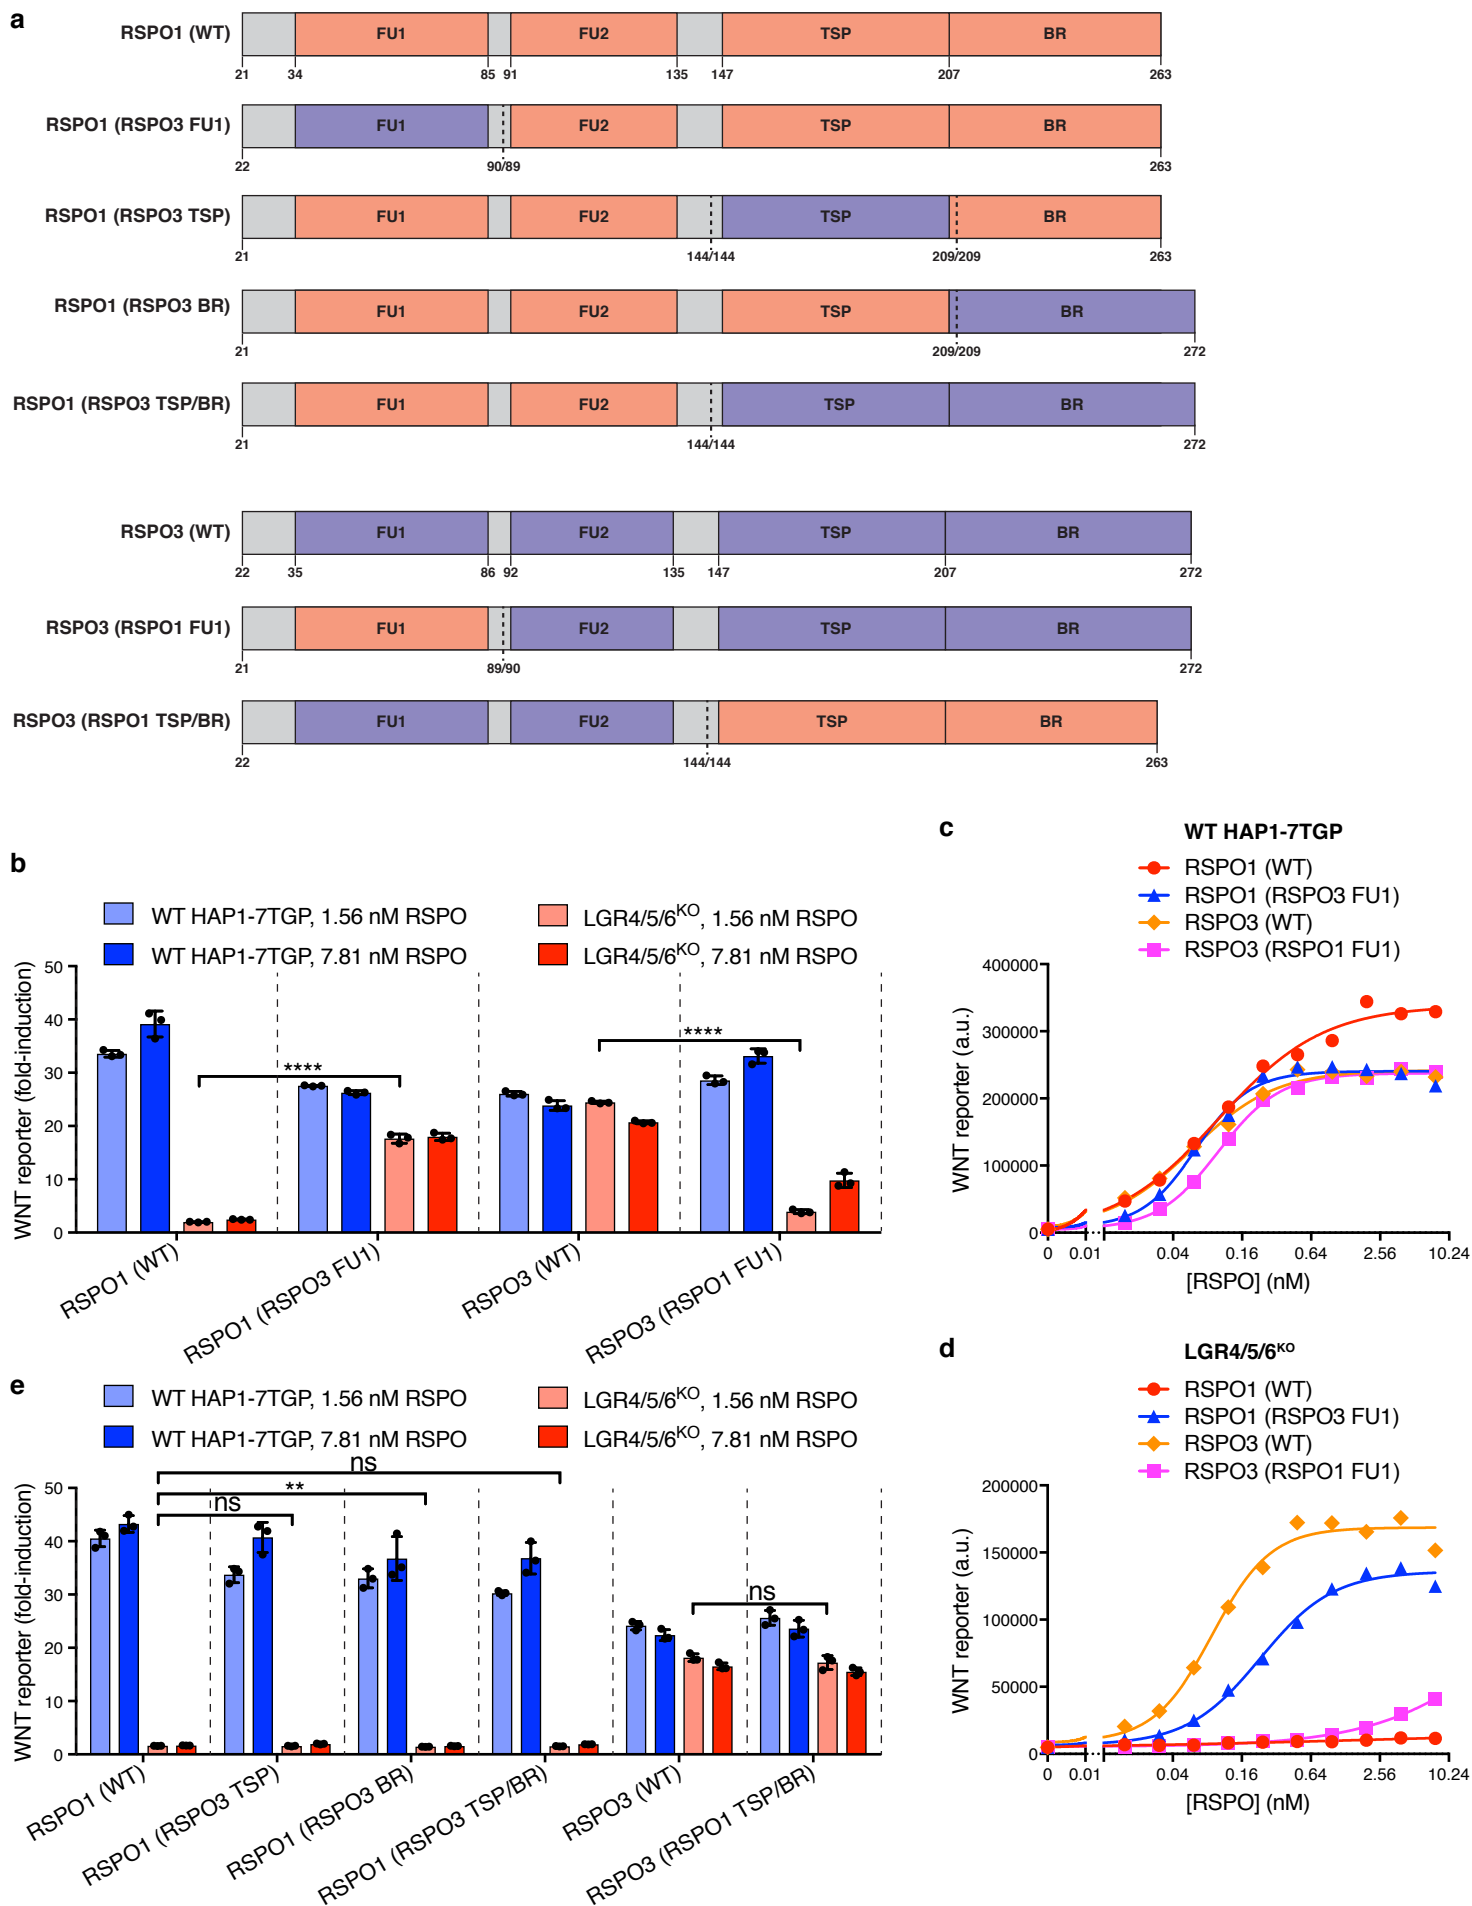 a
RSPO1 (WT) FU1 FU2 TSP BR
21 34 85 91 135 147 207 263
RSPO1 (RSPO3 FU1) FU1 FU2 TSP BR
22 90/89 263
RSPO1 (RSPO3 TSP) FU1 FU2 TSP BR
21 144/144 209/209 263
RSPO1 (RSPO3 BR) FU1 FU2 TSP BR
21 209/209 272
RSPO1 (RSPO3 TSP/BR) FU1 FU2 TSP BR
21 144/144 272
RSPO3 (WT) FU1 FU2 TSP BR
22 35 86 92 135 147 207 272
RSPO3 (RSPO1 FU1) FU1 FU2 TSP BR
21 89/90 272
RSPO3 (RSPO1 TSP/BR) FU1 FU2 TSP BR
22 144/144 263
b
WT HAP1-7TGP, 1.56 nM RSPO
WT HAP1-7TGP, 7.81 nM RSPO
LGR4/5/6KO, 1.56 nM RSPO
LGR4/5/6KO, 7.81 nM RSPO
WNT reporter (fold-induction)
50
40
30
20
10
0
****
****
RSPO1 (WT)
RSPO1 (RSPO3 FU1)
RSPO3 (WT)
RSPO3 (RSPO1 FU1)
c
WT HAP1-7TGP
RSPO1 (WT)
RSPO1 (RSPO3 FU1)
RSPO3 (WT)
RSPO3 (RSPO1 FU1)
WNT reporter (a.u.)
400000
300000
200000
100000
0
0 0.01 0.04 0.16 0.64 2.56 10.24
[RSPO] (nM)
d
LGR4/5/6KO
RSPO1 (WT)
RSPO1 (RSPO3 FU1)
RSPO3 (WT)
RSPO3 (RSPO1 FU1)
WNT reporter (a.u.)
200000
150000
100000
50000
0
0 0.01 0.04 0.16 0.64 2.56 10.24
[RSPO] (nM)
e
WT HAP1-7TGP, 1.56 nM RSPO
WT HAP1-7TGP, 7.81 nM RSPO
LGR4/5/6KO, 1.56 nM RSPO
LGR4/5/6KO, 7.81 nM RSPO
WNT reporter (fold-induction)
50
40
30
20
10
0
ns
**
ns
ns
RSPO1 (WT)
RSPO1 (RSPO3 TSP)
RSPO1 (RSPO3 BR)
RSPO1 (RSPO3 TSP/BR)
RSPO3 (WT)
RSPO3 (RSPO1 TSP/BR)